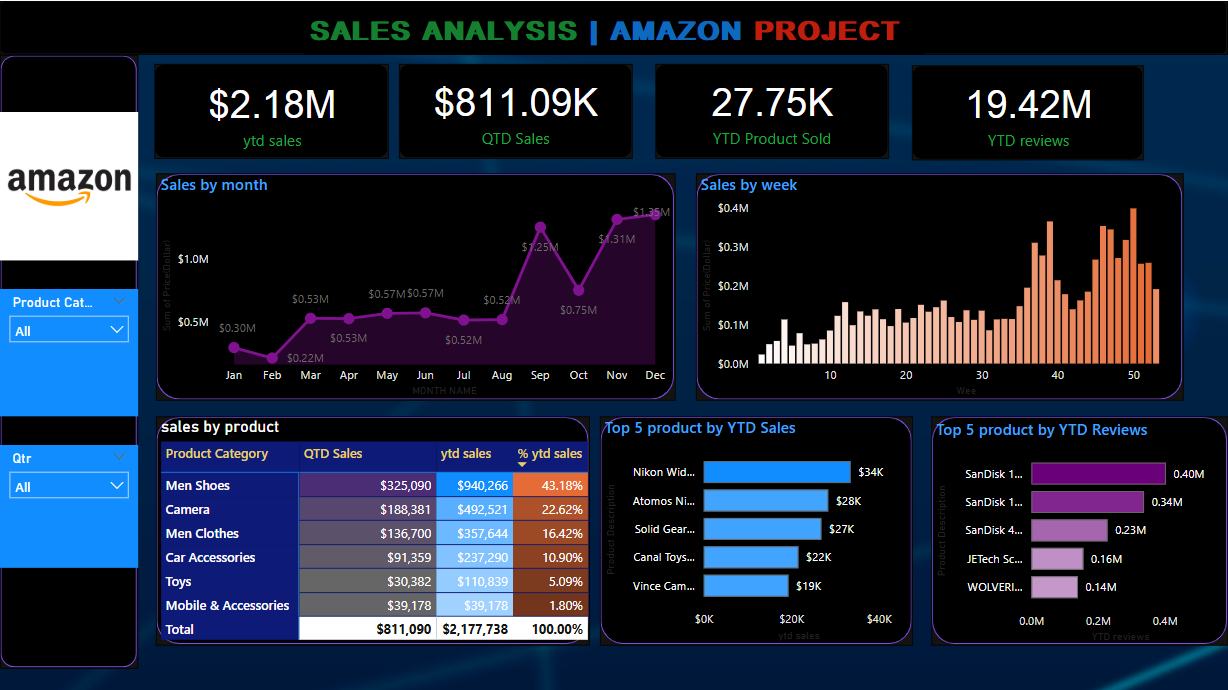 SALES ANALYSIS | AMAZON PROJECT
$2.18M
ytd sales
$811.09K
QTD Sales
27.75K
YTD Product Sold
19.42M
YTD reviews
amazon
Product Cat...
All
Qtr
All
Sales by month
Sum of Price(Dollar)
$1.0M
$0.5M
$0.30M
$0.22M
$0.53M
$0.53M
$0.57M
$0.57M
$0.52M
$0.52M
$1.25M
$0.75M
$1.31M
$1.35M
Jan Feb Mar Apr May Jun Jul Aug Sep Oct Nov Dec
MONTH NAME
Sales by week
Sum of Price(Dollar)
$0.4M
$0.3M
$0.2M
$0.1M
$0.0M
10 20 30 40 50
Wee
sales by product
Product Category QTD Sales ytd sales % ytd sales
Men Shoes $325,090 $940,266 43.18%
Camera $188,381 $492,521 22.62%
Men Clothes $136,700 $357,644 16.42%
Car Accessories $91,359 $237,290 10.90%
Toys $30,382 $110,839 5.09%
Mobile & Accessories $39,178 $39,178 1.80%
Total $811,090 $2,177,738 100.00%
Top 5 product by YTD Sales
Product Description
Nikon Wid... $34K
Atomos Ni... $28K
Solid Gear... $27K
Canal Toys... $22K
Vince Cam... $19K
$0K $20K $40K
ytd sales
Top 5 product by YTD Reviews
Product Description
SanDisk 1... 0.40M
SanDisk 1... 0.34M
SanDisk 4... 0.23M
JETech Sc... 0.16M
WOLVERI... 0.14M
0.0M 0.2M 0.4M
YTD reviews